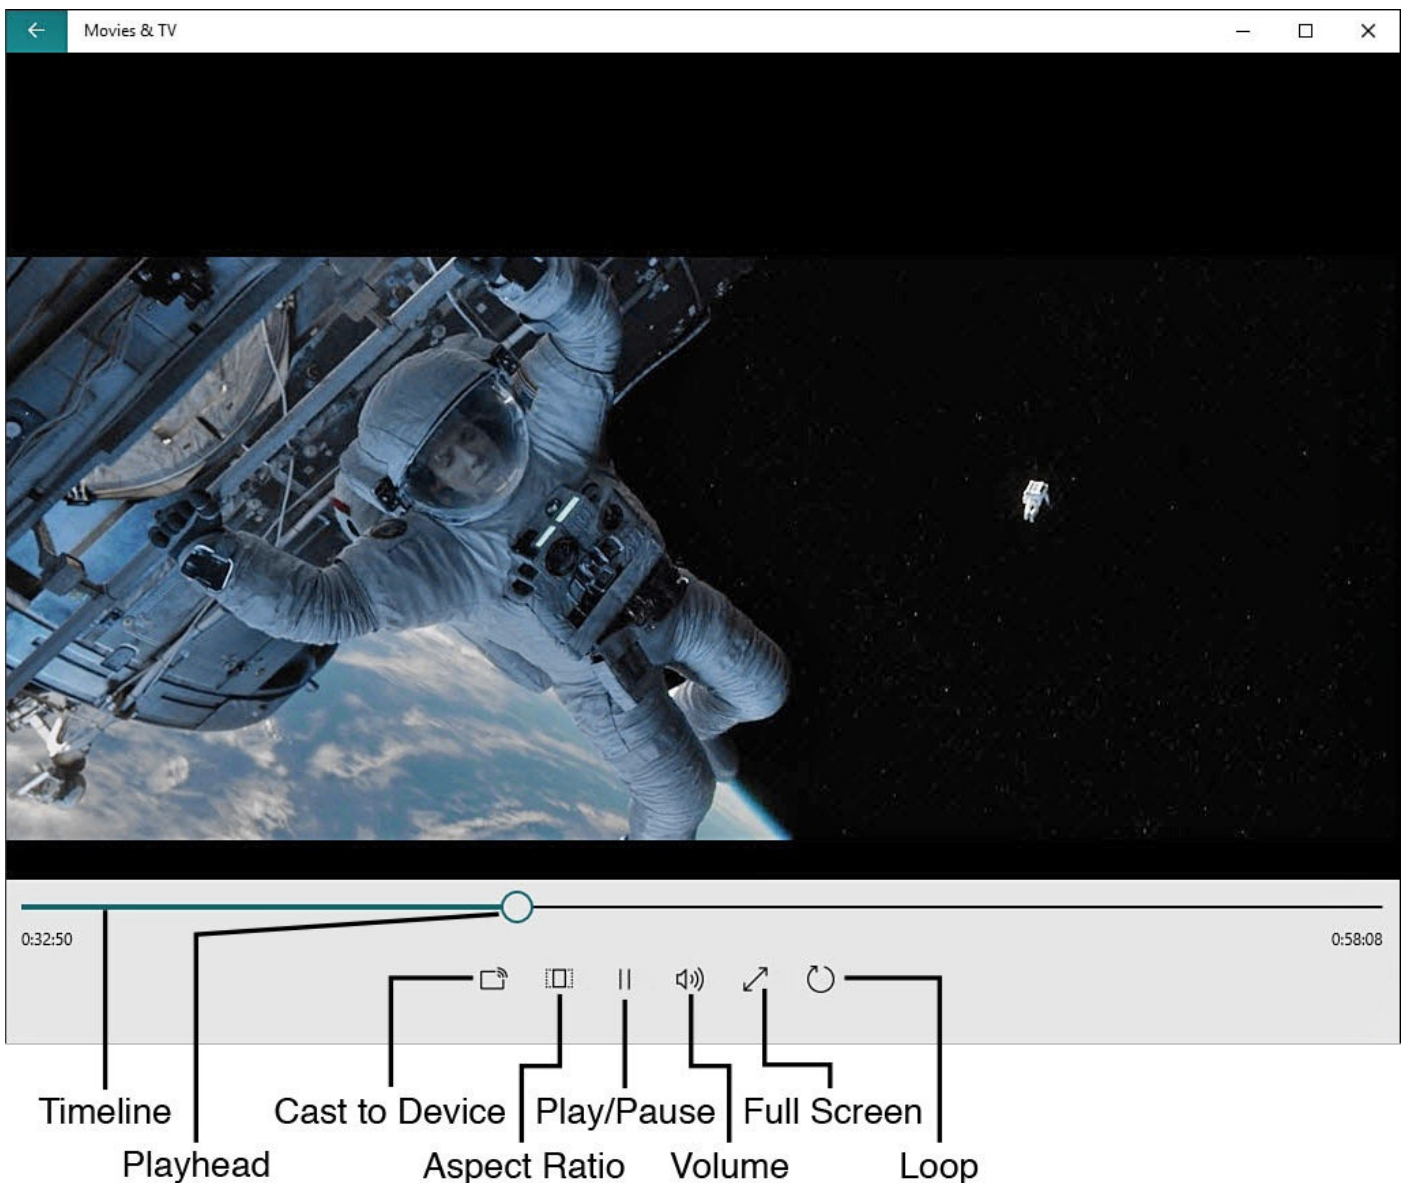 Movies & TV
0:32:50
0:58:08
Timeline
Cast to Device
Play/Pause
Full Screen
Playhead
Aspect Ratio
Volume
Loop